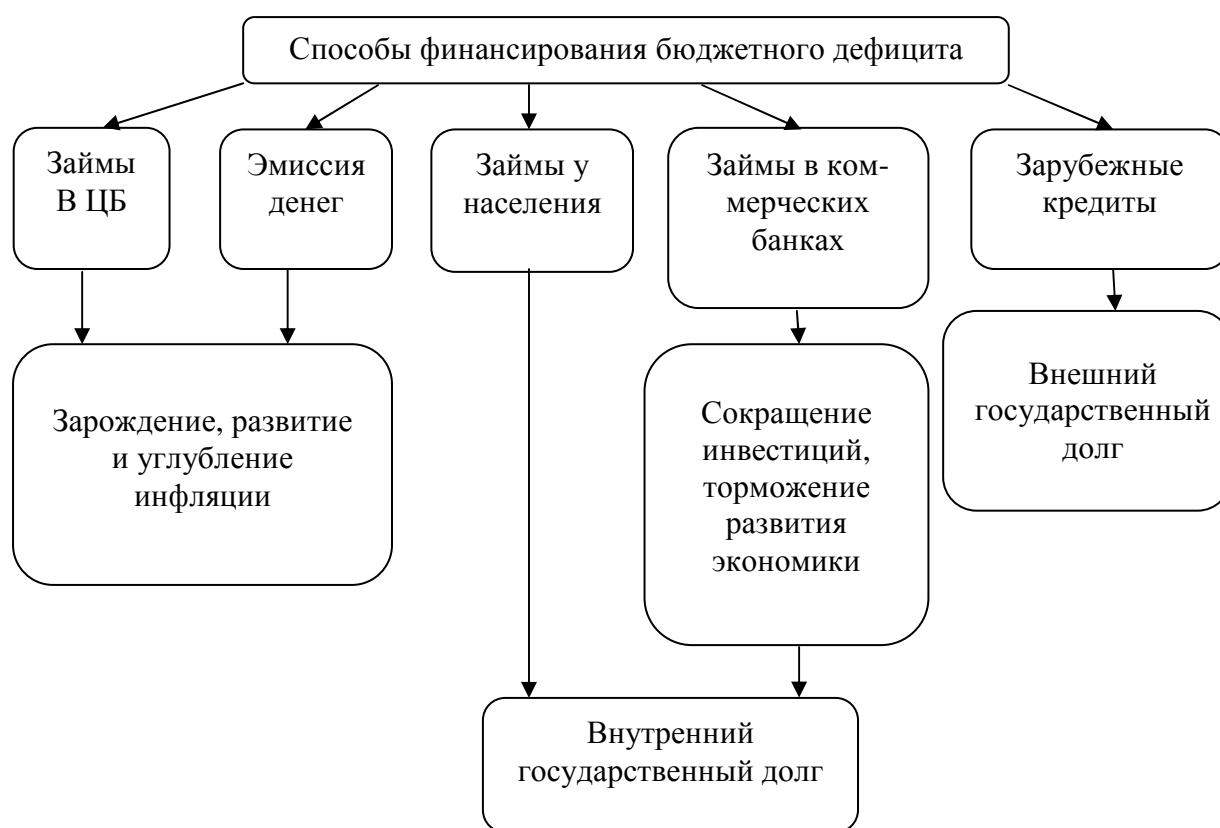 Способы финансирования бюджетного дефицита
Займы
В ЦБ
Эмиссия
денег
Займы у
населения
Займы в ком-
мерческих
банках
Зарубежные
кредиты
Зарождение, развитие
и углубление
инфляции
Сокращение
инвестиций,
торможение
развития
экономики
Внешний
государственный
долг
Внутренний
государственный долг